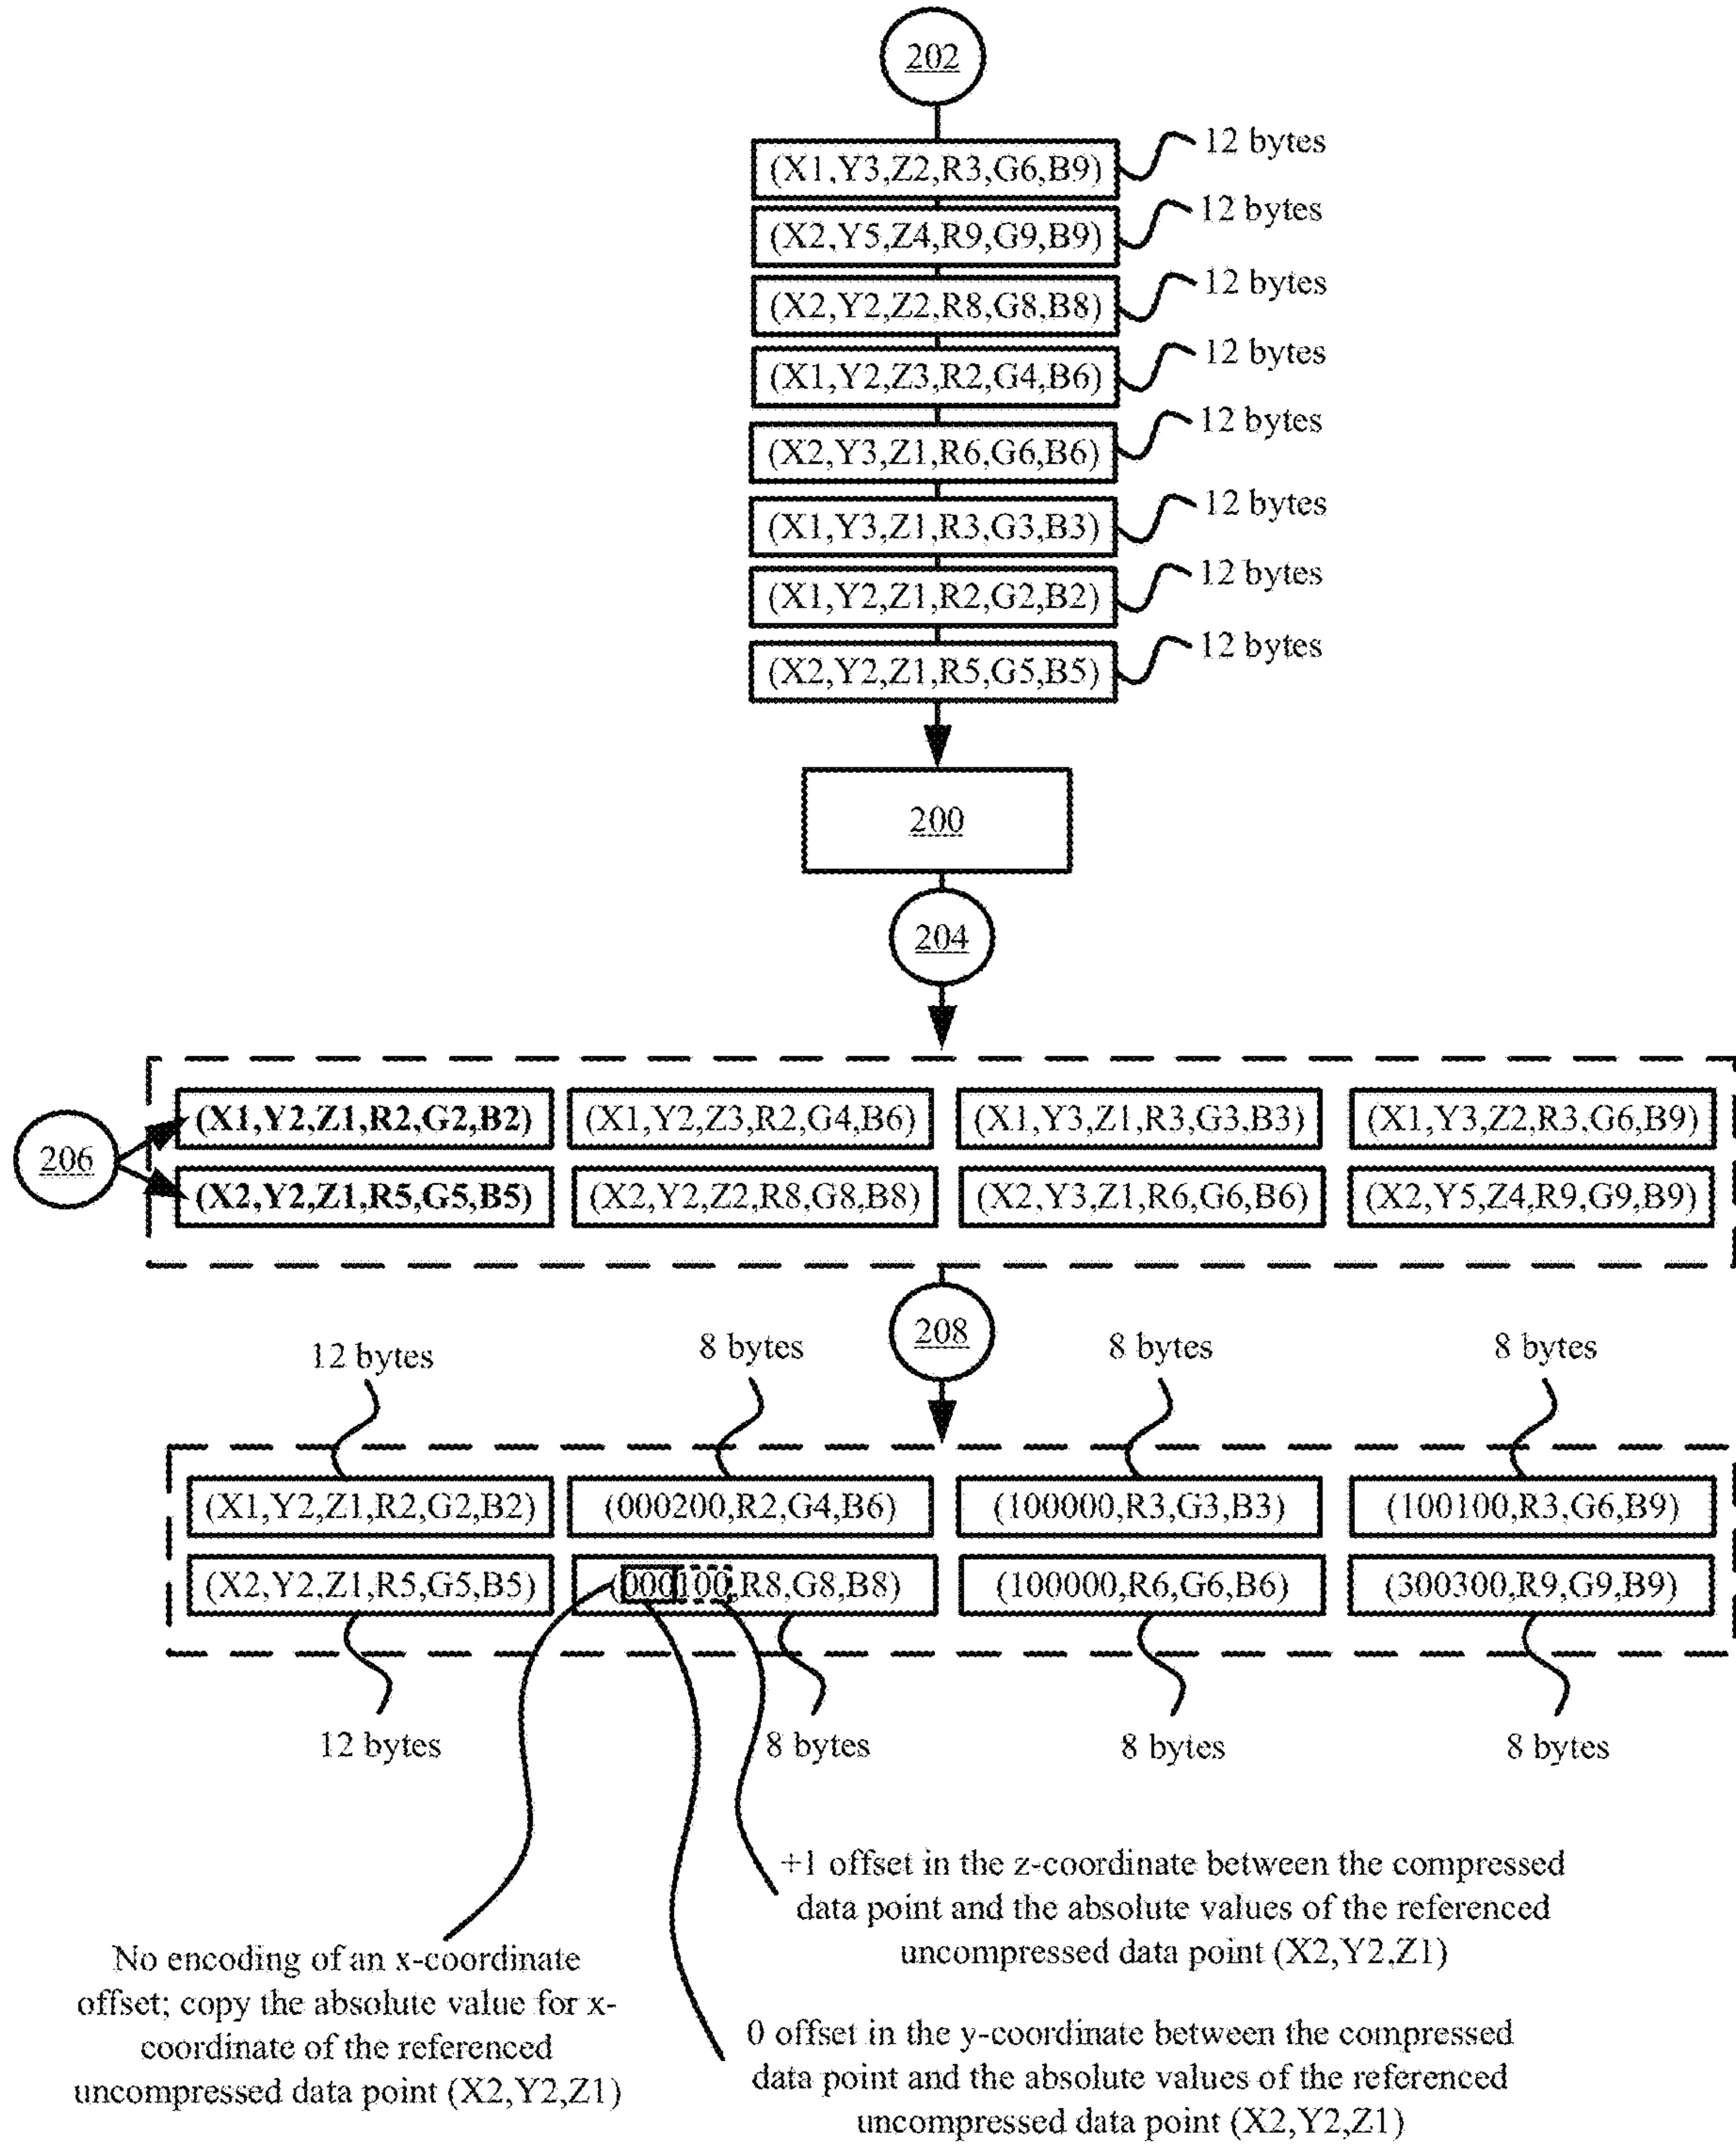 202
(X1,Y3,Z2,R3,G6,B9) 12 bytes
(X2,Y5,Z4,R9,G9,B9) 12 bytes
(X2,Y2,Z2,R8,G8,B8) 12 bytes
(X1,Y2,Z3,R2,G4,B6) 12 bytes
(X2,Y3,Z1,R6,G6,B6) 12 bytes
(X1,Y3,Z1,R3,G3,B3) 12 bytes
(X1,Y2,Z1,R2,G2,B2) 12 bytes
(X2,Y2,Z1,R5,G5,B5) 12 bytes
200
204
206
(X1,Y2,Z1,R2,G2,B2) (X1,Y2,Z3,R2,G4,B6) (X1,Y3,Z1,R3,G3,B3) (X1,Y3,Z2,R3,G6,B9)
(X2,Y2,Z1,R5,G5,B5) (X2,Y2,Z2,R8,G8,B8) (X2,Y3,Z1,R6,G6,B6) (X2,Y5,Z4,R9,G9,B9)
208
12 bytes 8 bytes 8 bytes 8 bytes
(X1,Y2,Z1,R2,G2,B2) (000200,R2,G4,B6) (100000,R3,G3,B3) (100100,R3,G6,B9)
(X2,Y2,Z1,R5,G5,B5) (000100,R8,G8,B8) (100000,R6,G6,B6) (300300,R9,G9,B9)
12 bytes 8 bytes 8 bytes 8 bytes
+1 offset in the z-coordinate between the compressed
data point and the absolute values of the referenced
uncompressed data point (X2,Y2,Z1)
No encoding of an x-coordinate
offset; copy the absolute value for x-
coordinate of the referenced
uncompressed data point (X2,Y2,Z1)
0 offset in the y-coordinate between the compressed
data point and the absolute values of the referenced
uncompressed data point (X2,Y2,Z1)